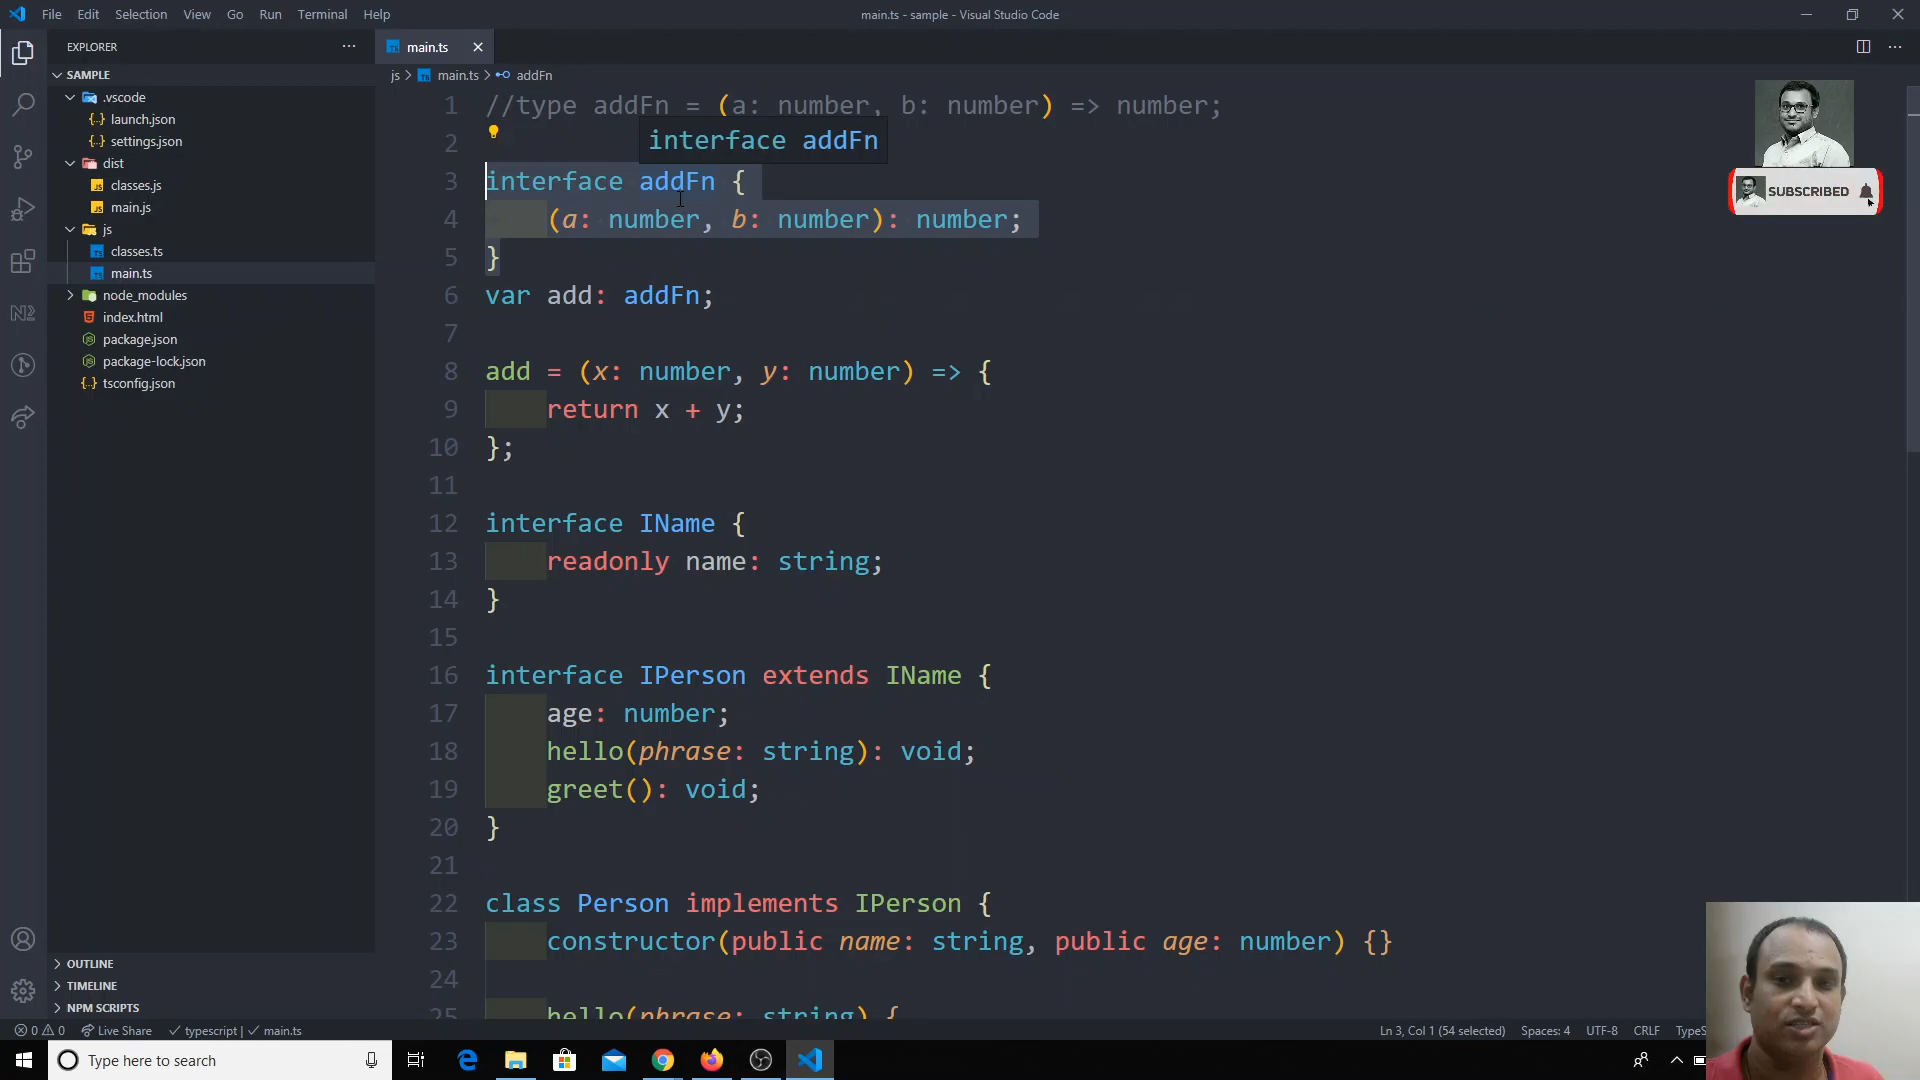 File Edit Selection View Go Run Terminal Help
main.ts - sample - Visual Studio Code
EXPLORER
SAMPLE
.vscode
launch.json
settings.json
dist
classes.js
main.js
js
classes.ts
main.ts
node_modules
index.html
package.json
package-lock.json
tsconfig.json
OUTLINE
TIMELINE
NPM SCRIPTS
main.ts
js > main.ts > addFn
1 //type addFn = (a: number, b: number) => number;
2
interface addFn
3 interface addFn {
4 (a: number, b: number): number;
5 }
6 var add: addFn;
7
8 add = (x: number, y: number) => {
9 return x + y;
10 };
11
12 interface IName {
13 readonly name: string;
14 }
15
16 interface IPerson extends IName {
17 age: number;
18 hello(phrase: string): void;
19 greet(): void;
20 }
21
22 class Person implements IPerson {
23 constructor(public name: string, public age: number) {}
24
25 hello(phrase: string) {
SUBSCRIBED
0 0 Live Share typescript | main.ts
Ln 3, Col 1 (54 selected) Spaces: 4 UTF-8 CRLF TypeS
Type here to search